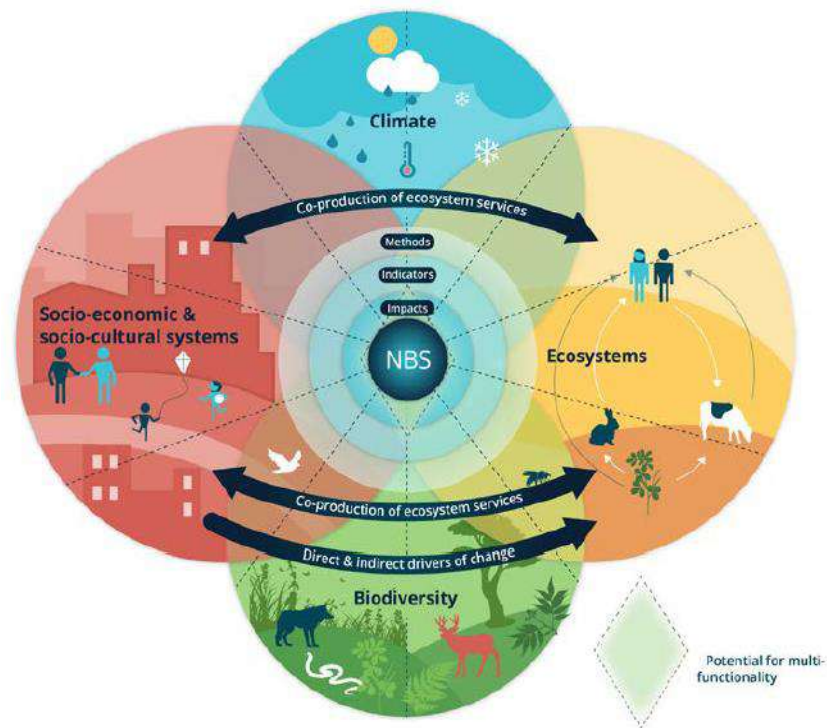 Climate
Co-production of ecosystem services
Methods
Indicators
Impacts
NBS
Socio-economic &
socio-cultural systems
Ecosystems
Co-production of ecosystem services
Direct & indirect drivers of change
Biodiversity
Potential for multi-
functionality